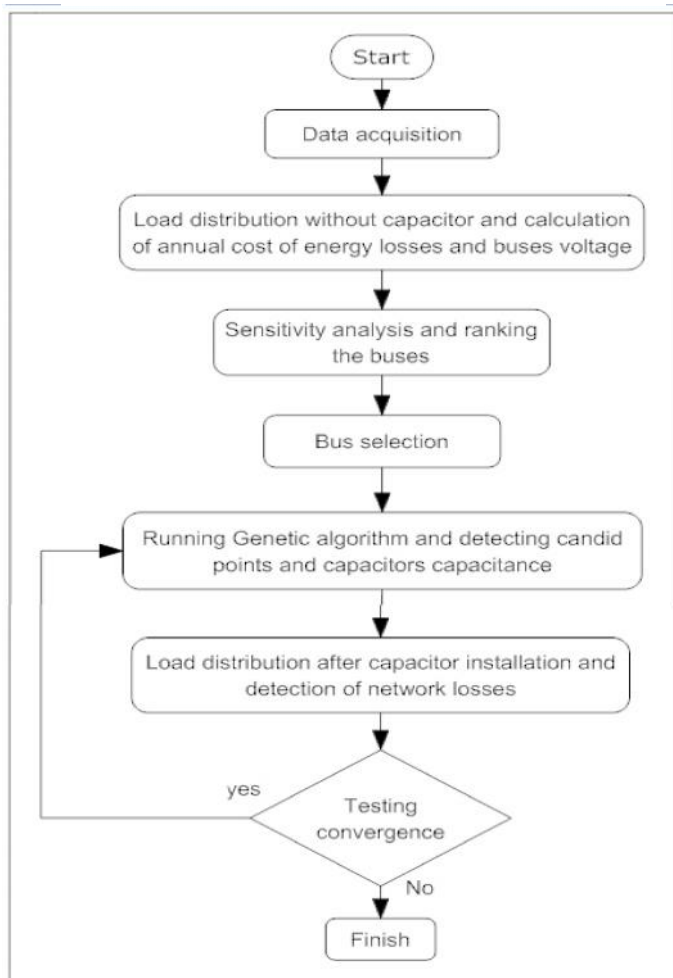 Start
Data acquisition
Load distribution without capacitor and calculation
of annual cost of energy losses and buses voltage
Sensitivity analysis and ranking
the buses
Bus selection
Running Genetic algorithm and detecting candid
points and capacitors capacitance
Load distribution after capacitor installation and
detection of network losses
yes
Testing
convergence
No
Finish